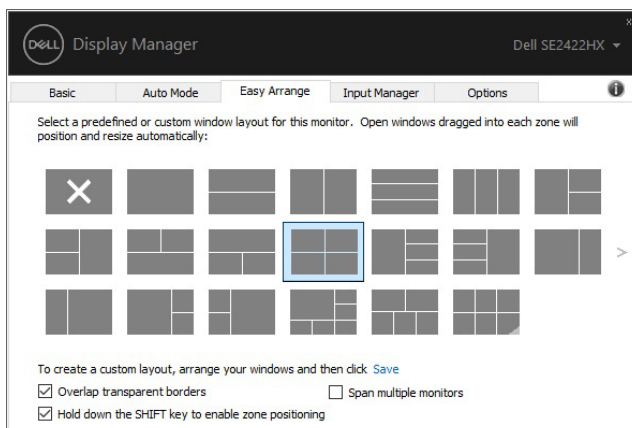 DELL Display Manager Dell SE2422HX
Basic Auto Mode Easy Arrange Input Manager Options
Select a predefined or custom window layout for this monitor. Open windows dragged into each zone will
position and resize automatically:
To create a custom layout, arrange your windows and then click Save
Overlap transparent borders Span multiple monitors
Hold down the SHIFT key to enable zone positioning